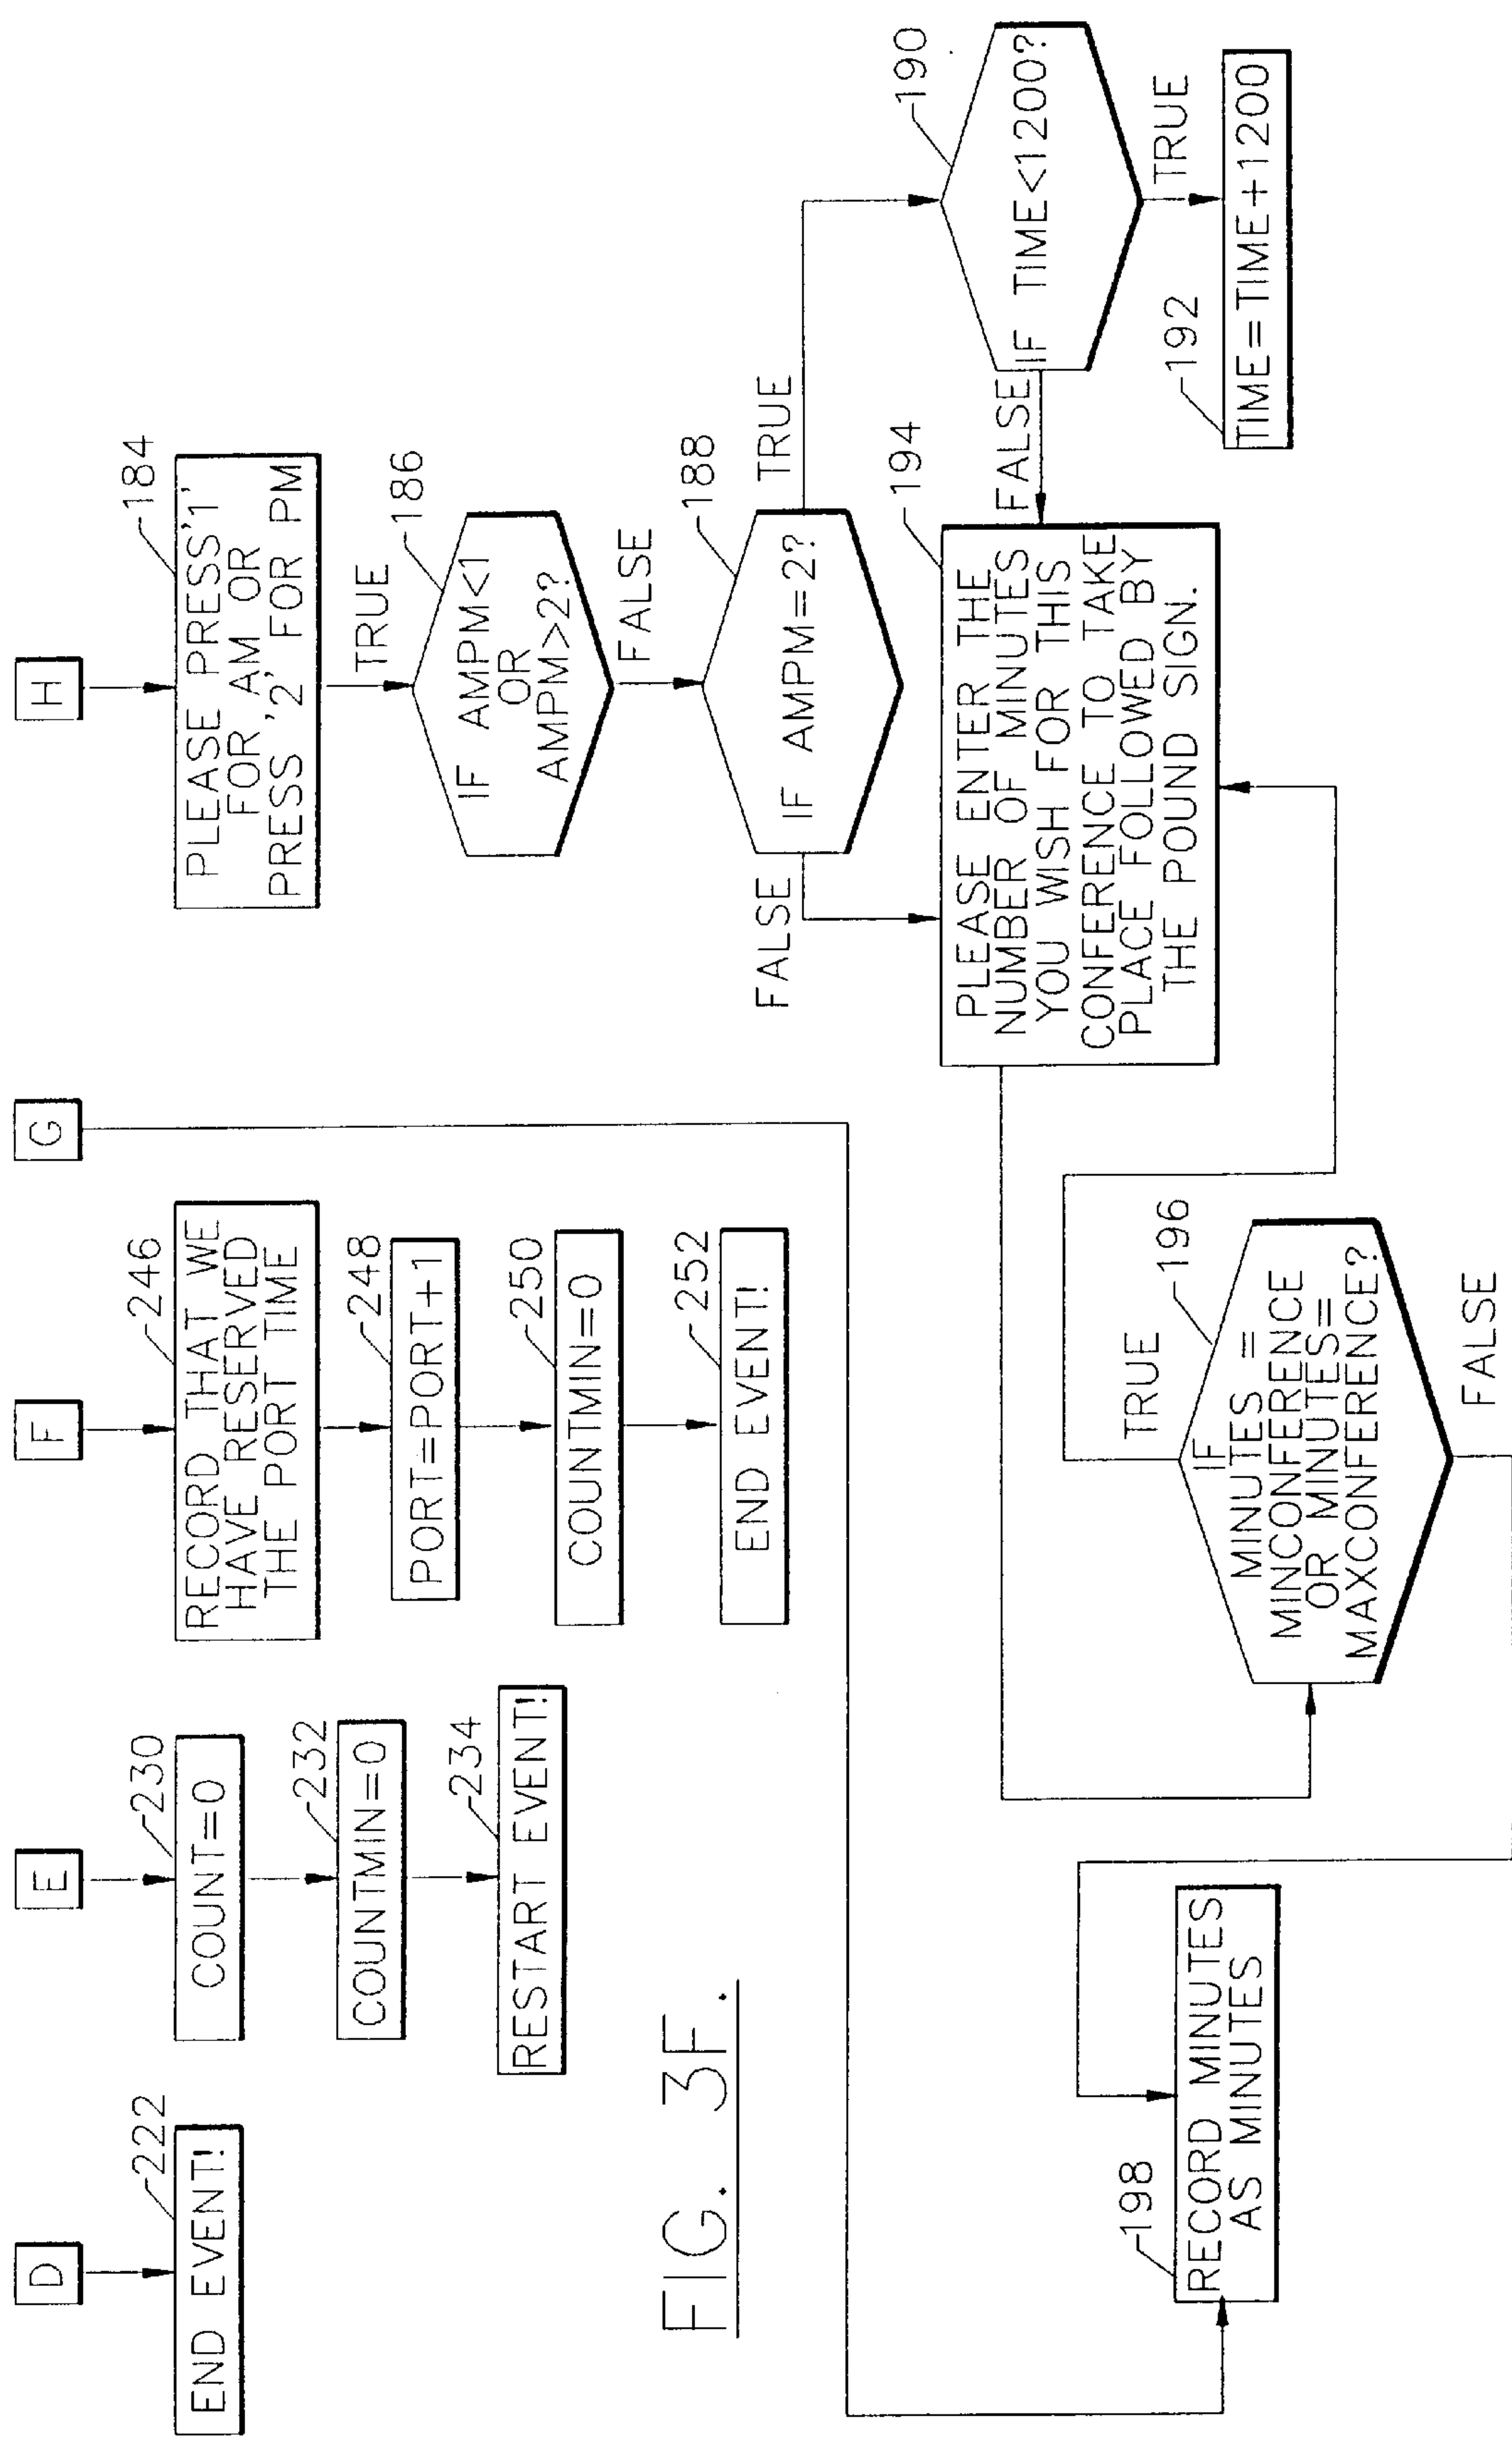 D
222
END EVENT!
E
230
COUNT=0
232
COUNTMIN=0
234
RESTART EVENT!
F
246
RECORD THAT WE
HAVE RESERVED
THE PORT TIME
248
PORT=PORT+1
250
COUNTMIN=0
252
END EVENT!
G
H
184
PLEASE PRESS'1'
FOR AM OR
PRESS '2' FOR PM
TRUE
186
IF AMPM<1
OR
AMPM>2?
FALSE
188
IF AMPM=2?
FALSE
TRUE
190
IF TIME<1200?
FALSE
TRUE
192
TIME=TIME+1200
194
PLEASE ENTER THE
NUMBER OF MINUTES
YOU WISH FOR THIS
CONFERENCE TO TAKE
PLACE FOLLOWED BY
THE POUND SIGN.
TRUE
196
IF
MINUTES=
MINCONFERENCE
OR MINUTES=
MAXCONFERENCE?
FALSE
198
RECORD MINUTES
AS MINUTES
FIG. 3F.